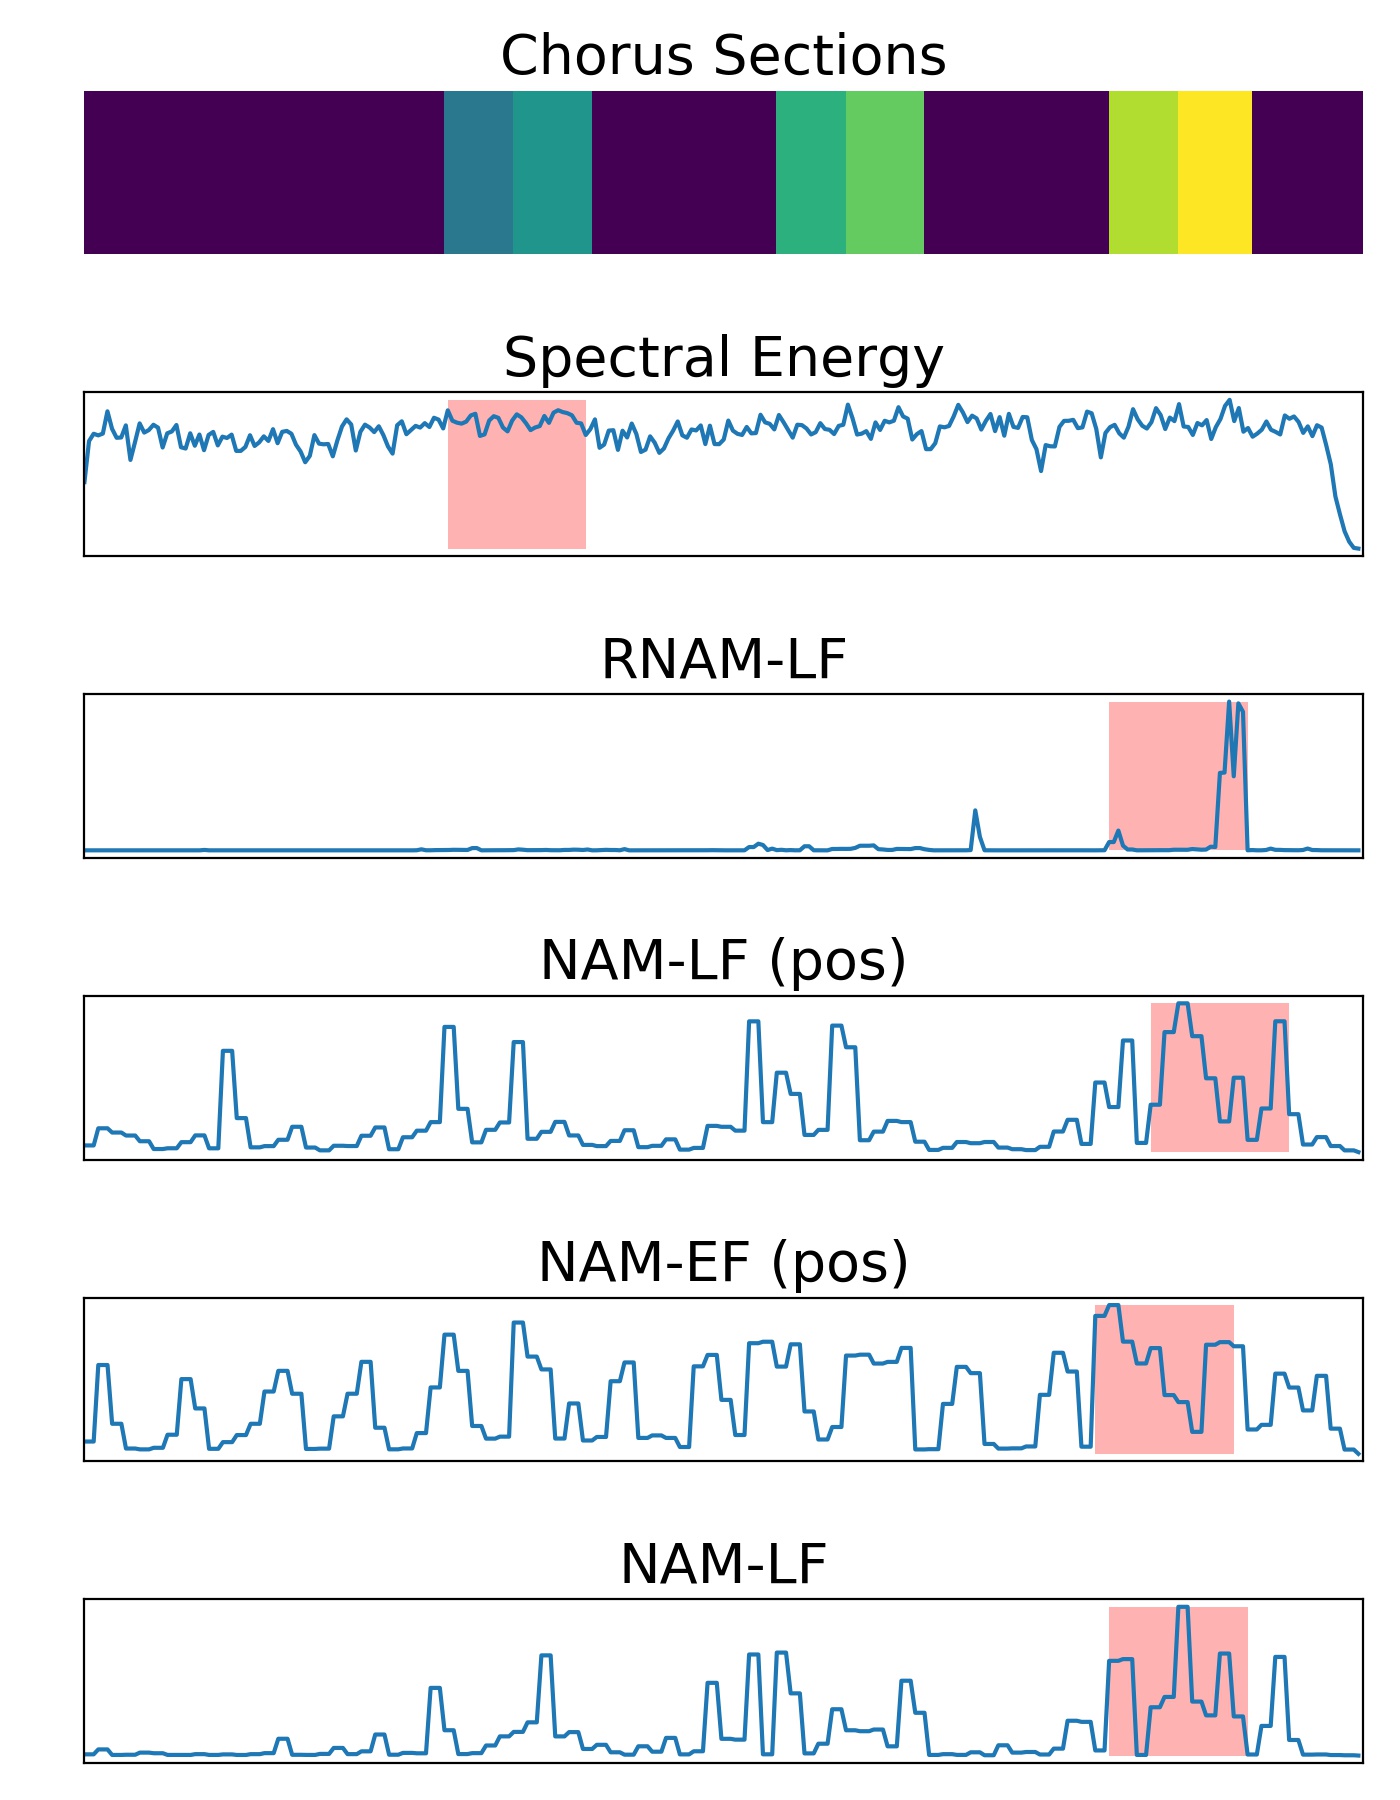 Chorus Sections
Spectral Energy
RNAM-LF
NAM-LF (pos)
NAM-EF (pos)
NAM-LF